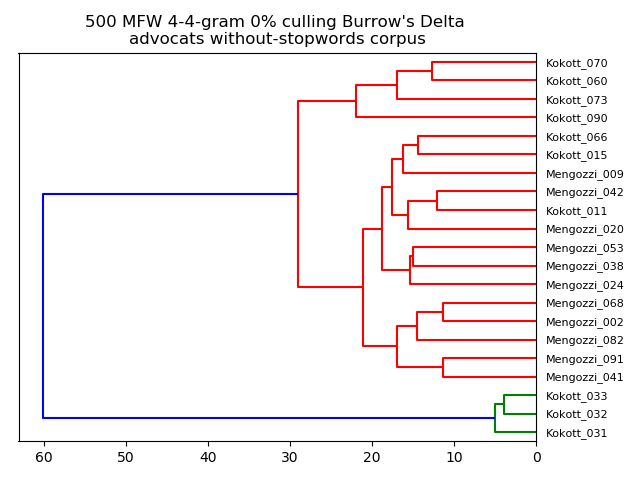 500 MFW 4-4-gram 0% culling Burrow's Delta
advocats without-stopwords corpus
Kokott_070
Kokott_060
Kokott_073
Kokott_090
Kokott_066
Kokott_015
Mengozzi_009
Mengozzi_042
Kokott_011
Mengozzi_020
Mengozzi_053
Mengozzi_038
Mengozzi_024
Mengozzi_068
Mengozzi_002
Mengozzi_082
Mengozzi_091
Mengozzi_041
Kokott_033
Kokott_032
Kokott_031
60 50 40 30 20 10 0